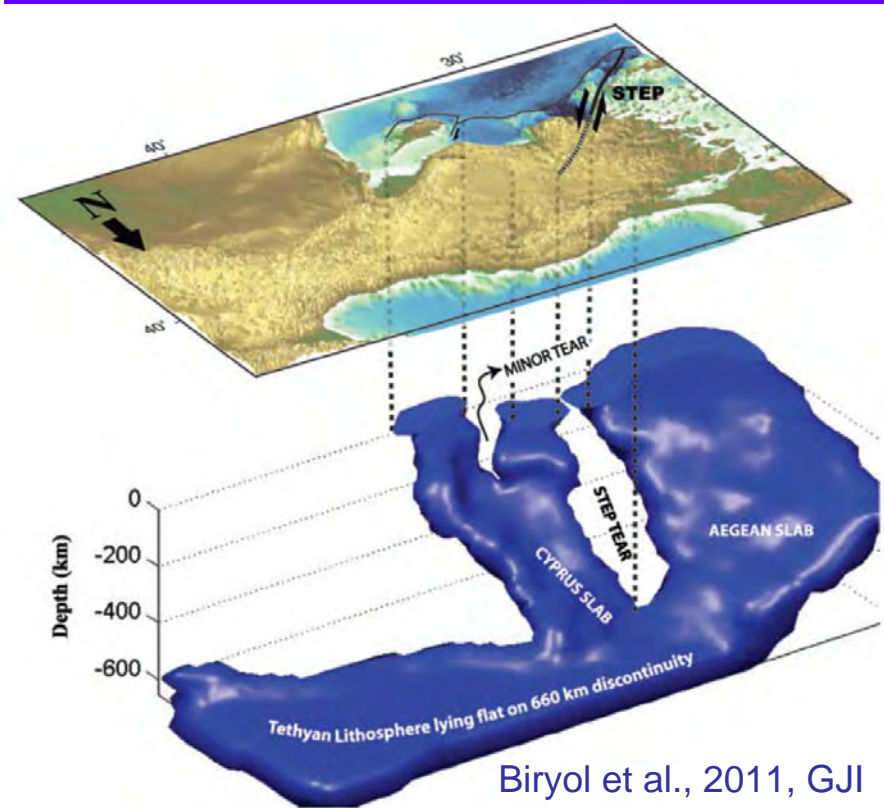 30°
STEP
40°
N
40°
MINOR TEAR
0
-200
-400
-600
Depth (km)
STEP TEAR
AEGEAN SLAB
CYPRUS SLAB
Tethyan Lithosphere lying flat on 660 km discontinuity
Biryol et al., 2011, GJI